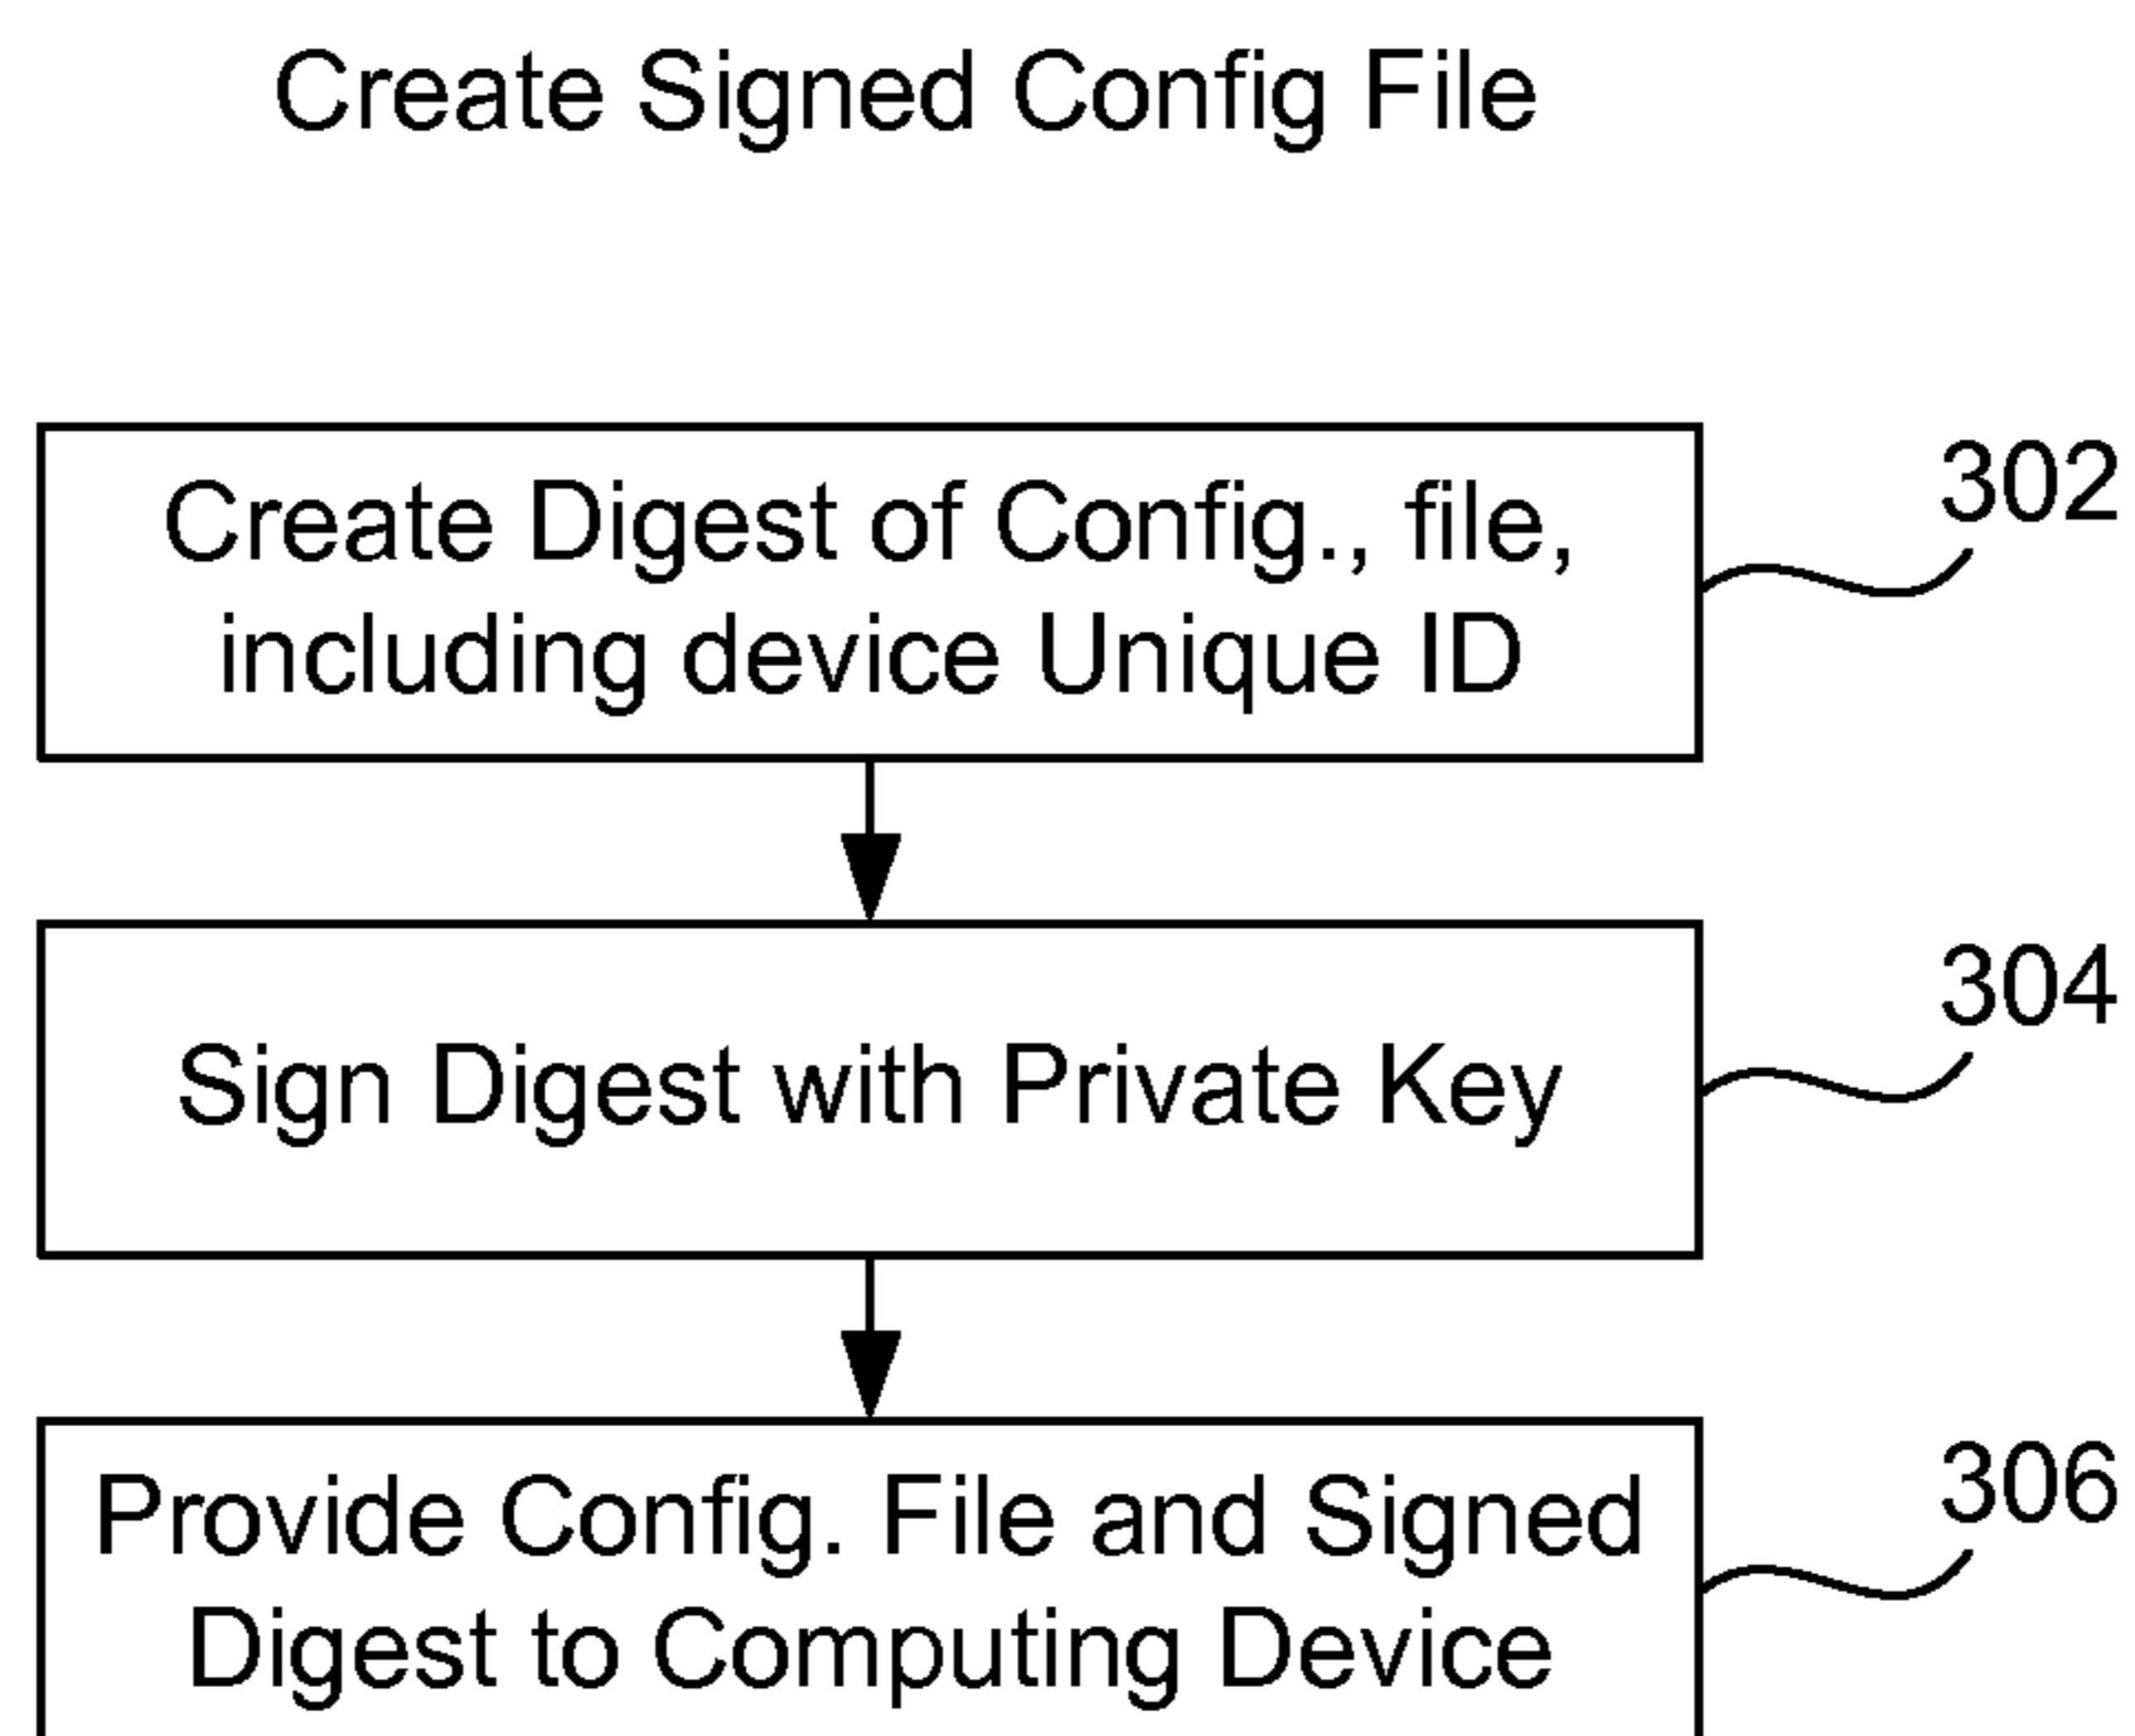 Create Signed Config File
Create Digest of Config., file,
including device Unique ID
302
Sign Digest with Private Key
304
Provide Config. File and Signed
Digest to Computing Device
306